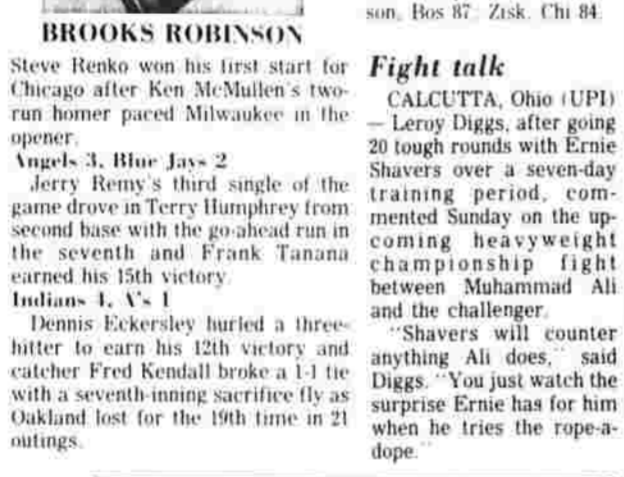 BROOKS ROBINSON
Steve Renko won his first start for
Chicago after Ken McMullen's two-
run homer paced Milwaukee in the
opener.
Angels 3, Blue Jays 2
Jerry Remy's third single of the
game drove in Terry Humphrey from
second base with the go-ahead run in
the seventh and Frank Tanana
earned his 15th victory.
Indians 4, A's 1
Dennis Eckersley hurled a three-
hitter to earn his 12th victory and
catcher Fred Kendall broke a 1-1 tie
with a seventh-inning sacrifice fly as
Oakland lost for the 19th time in 21
outings.
son, Bos 87; Zisk, Chi 84.
Fight talk
CALCUTTA, Ohio (UPI)
— Leroy Diggs, after going
20 tough rounds with Ernie
Shavers over a seven-day
training period, com-
mented Sunday on the up-
coming heavyweight
championship fight
between Muhammad Ali
and the challenger.
"Shavers will counter
anything Ali does," said
Diggs. "You just watch the
surprise Ernie has for him
when he tries the rope-a-
dope."